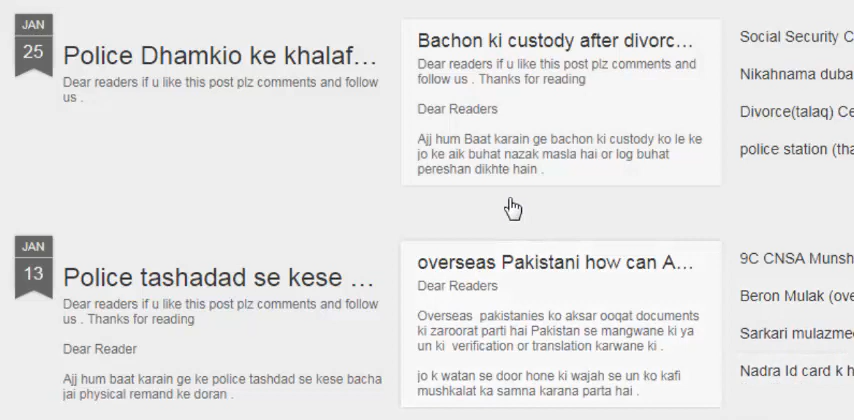 JAN
25
Police Dhamkio ke khalaf…
Dear readers if u like this post plz comments and follow
us .
Bachon ki custody after divorc…
Dear readers if u like this post plz comments and
follow us . Thanks for reading
Dear Readers
Ajj hum Baat karain ge bachon ki custody ko le ke
jo ke aik buhat nazak masla hai or log buhat
pereshan dikhte hain .
Social Security C
Nikahnama duba
Divorce(talaq) Ce
police station (tha
JAN
13
Police tashadad se kese …
Dear readers if u like this post plz comments and follow
us . Thanks for reading
Dear Reader
Ajj hum baat karain ge ke police tashdad se kese bacha
jai physical remand ke doran .
overseas Pakistani how can A…
Dear Readers
Overseas pakistanies ko aksar ooqat documents
ki zaroorat parti hai Pakistan se mangwane ki ya
un ki verification or translation karwane ki .
jo k watan se door hone ki wajah se un ko kafi
mushkalat ka samna karana parta hai .
9C CNSA Munsh
Beron Mulak (ove
Sarkari mulazme
Nadra Id card k h